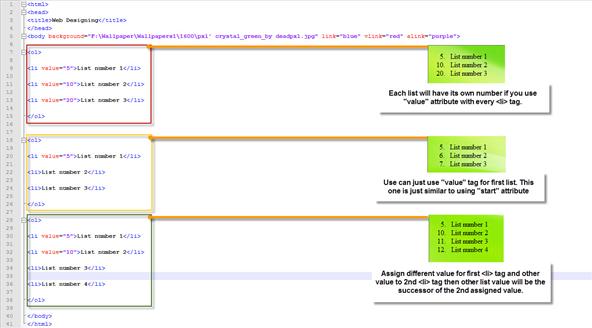 1 <html>
2 <head>
3 <title>Web Designing</title>
4 </head>
5 <body background="F:\Wallpaper\Wallpapers1\1600\px1' crystal_green_by deadpxl.jpg" link="blue" vlink="red" alink="purple">
6
7 <ol>
8
9 <li value="5">List number 1</li>
10
11 <li value="10">List number 2</li>
12
13 <li value="20">List number 3</li>
14
15 </ol>
16
5. List number 1
10. List number 2
20. List number 3
Each list will have its own number if you use
"value" attribute with every <li> tag.
17
18 <ol>
19
20 <li value="5">List number 1</li>
21
22 <li>List number 2</li>
23
24 <li>List number 3</li>
25
26 </ol>
27
5. List number 1
6. List number 2
7. List number 3
Use can just use "value" tag for first list. This
one is just similar to using "start" attribute
28 <ol>
29
30 <li value="5">List number 1</li>
31
32 <li value="10">List number 2</li>
33
34 <li>List number 3</li>
35
36 <li>List number 4</li>
37
38 </ol>
39
40 </body>
41 </html>
5. List number 1
10. List number 2
11. List number 3
12. List number 4
Assign different value for first <li> tag and other
value to 2nd <li> tag then other list value will be the
successor of the 2nd assigned value.